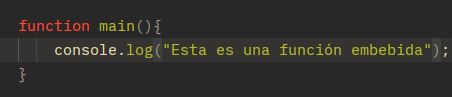 function main(){
    console.log("Esta es una función embebida");
}